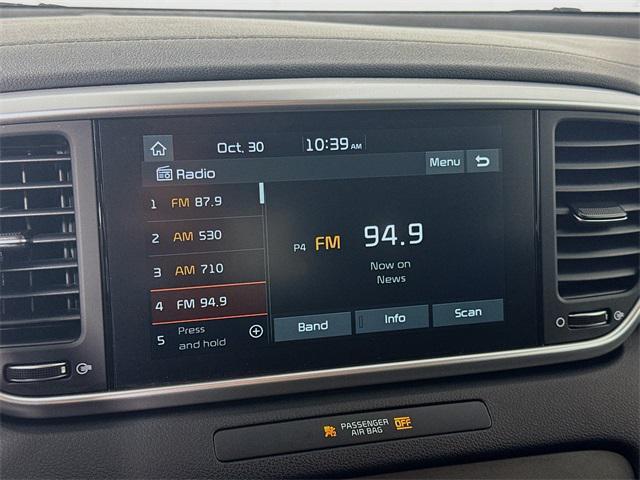 Oct. 30 10:39 AM
Radio Menu
1 FM 87.9
2 AM 530
3 AM 710
4 FM 94.9
5 Press and hold
P4 FM 94.9
Now on
News
Band Info Scan
PASSENGER
AIR BAG OFF